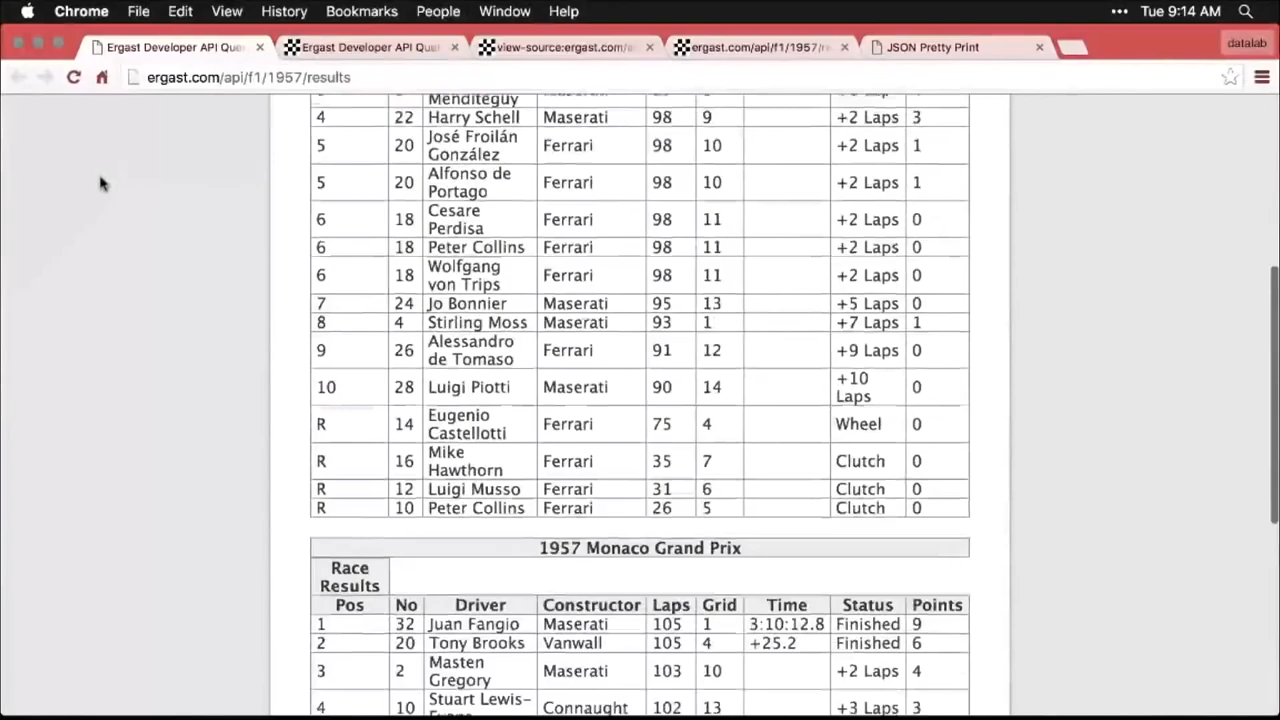 Chrome File Edit View History Bookmarks People Window Help ••• Tue 9:14 AM
Ergast Developer API Que × Ergast Developer API Que × view-source:ergast.com/a × ergast.com/api/f1/1957/re × JSON Pretty Print × datalab
ergast.com/api/f1/1957/results
Menditeguy
4 22 Harry Schell Maserati 98 9 +2 Laps 3
José Froilán
5 20 González Ferrari 98 10 +2 Laps 1
Alfonso de
5 20 Portago Ferrari 98 10 +2 Laps 1
Cesare
6 18 Perdisa Ferrari 98 11 +2 Laps 0
6 18 Peter Collins Ferrari 98 11 +2 Laps 0
Wolfgang
6 18 von Trips Ferrari 98 11 +2 Laps 0
7 24 Jo Bonnier Maserati 95 13 +5 Laps 0
8 4 Stirling Moss Maserati 93 1 +7 Laps 1
Alessandro
9 26 de Tomaso Ferrari 91 12 +9 Laps 0
+10
10 28 Luigi Piotti Maserati 90 14 Laps 0
Eugenio
R 14 Castellotti Ferrari 75 4 Wheel 0
Mike
R 16 Hawthorn Ferrari 35 7 Clutch 0
R 12 Luigi Musso Ferrari 31 6 Clutch 0
R 10 Peter Collins Ferrari 26 5 Clutch 0
1957 Monaco Grand Prix
Race
Results
Pos No Driver Constructor Laps Grid Time Status Points
1 32 Juan Fangio Maserati 105 1 3:10:12.8 Finished 9
2 20 Tony Brooks Vanwall 105 4 +25.2 Finished 6
Masten
3 2 Gregory Maserati 103 10 +2 Laps 4
Stuart Lewis-
4 10 Connaught 102 13 +3 Laps 3